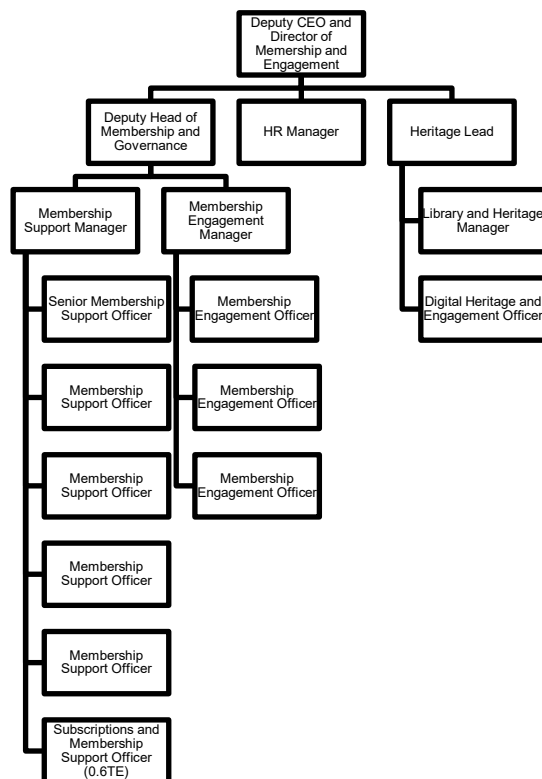 Deputy CEO and
Director of
Memership and
Engagement
Deputy Head of
Membership and
Governance
HR Manager
Heritage Lead
Membership
Support Manager
Membership
Engagement
Manager
Library and Heritage
Manager
Digital Heritage and
Engagement Officer
Senior Membership
Support Officer
Membership
Engagement Officer
Membership
Support Officer
Membership
Engagement Officer
Membership
Support Officer
Membership
Engagement Officer
Membership
Support Officer
Membership
Support Officer
Subscriptions and
Membership
Support Officer
(0.6TE)